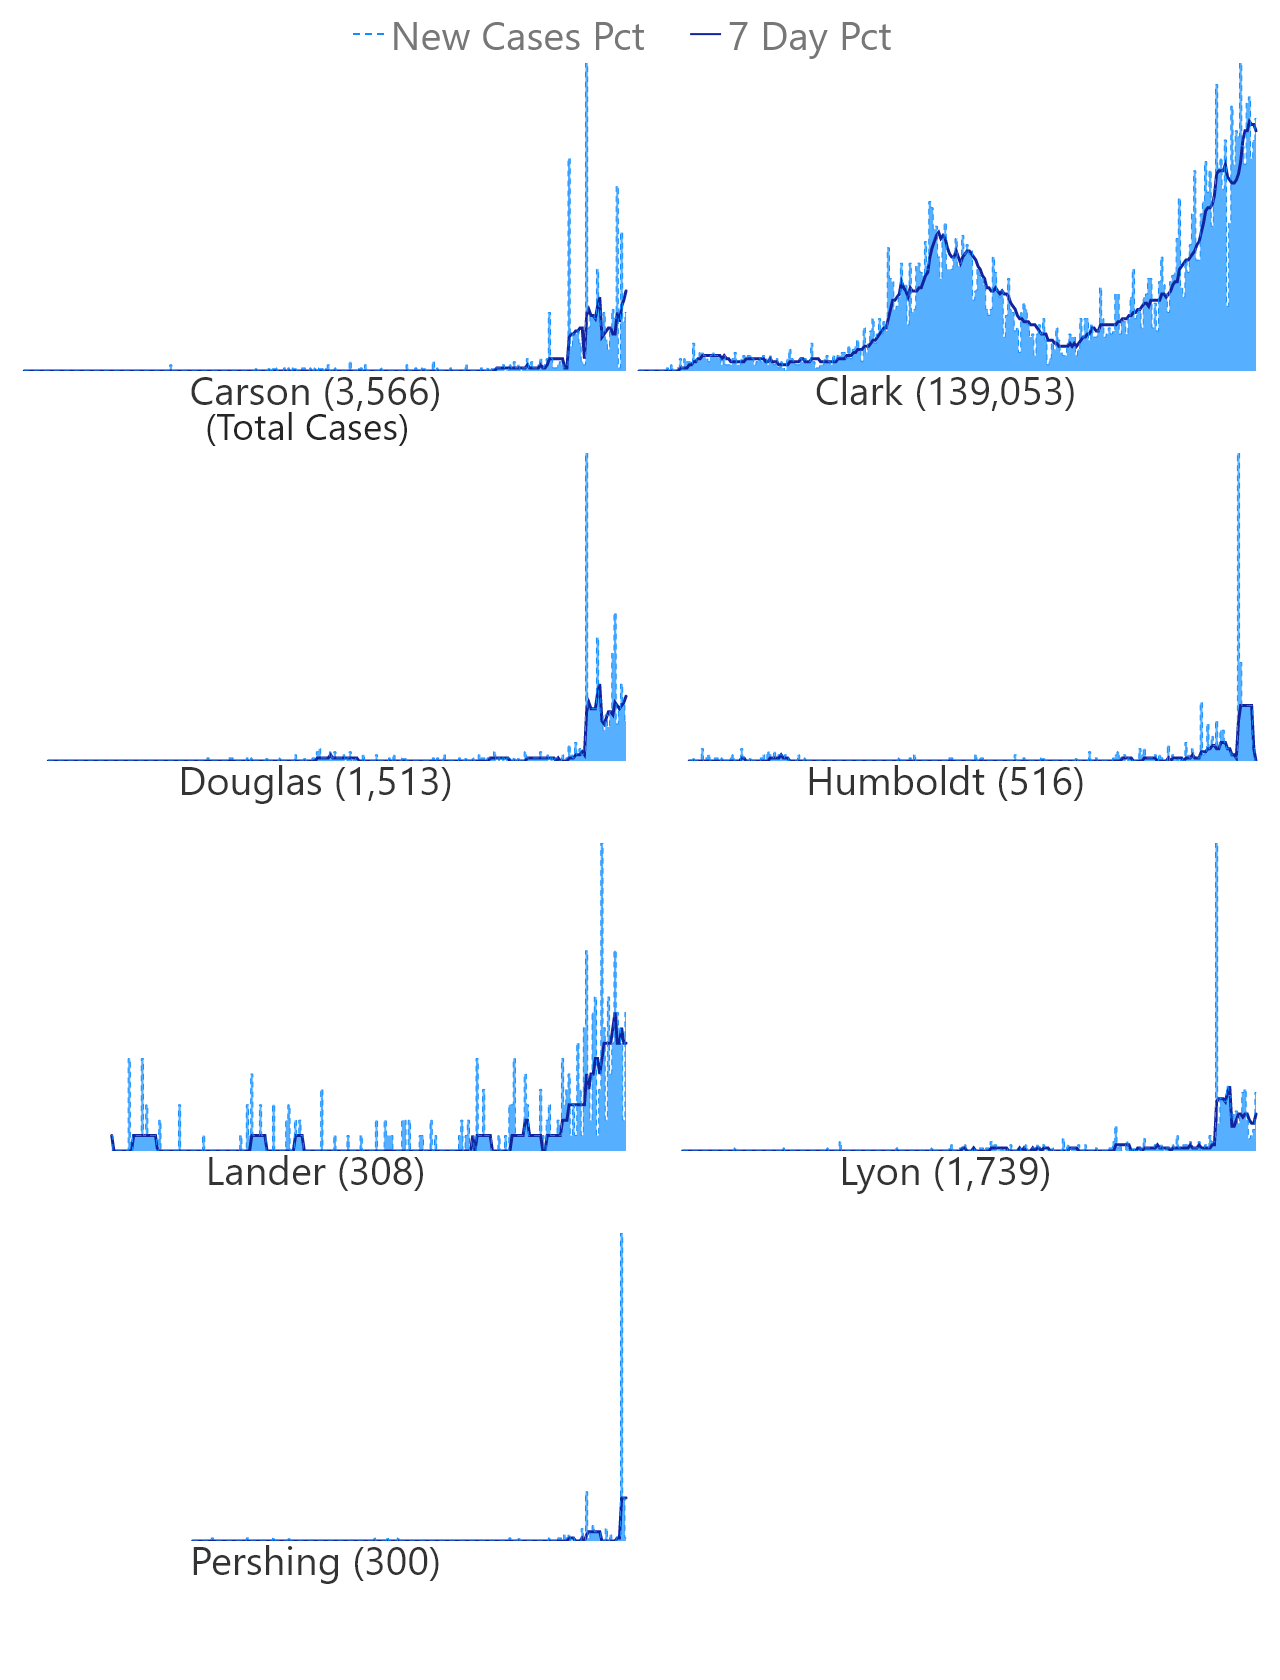 New Cases Pct 7 Day Pct
Carson (3,566) Clark (139,053)
(Total Cases)
Douglas (1,513) Humboldt (516)
Lander (308) Lyon (1,739)
Pershing (300)